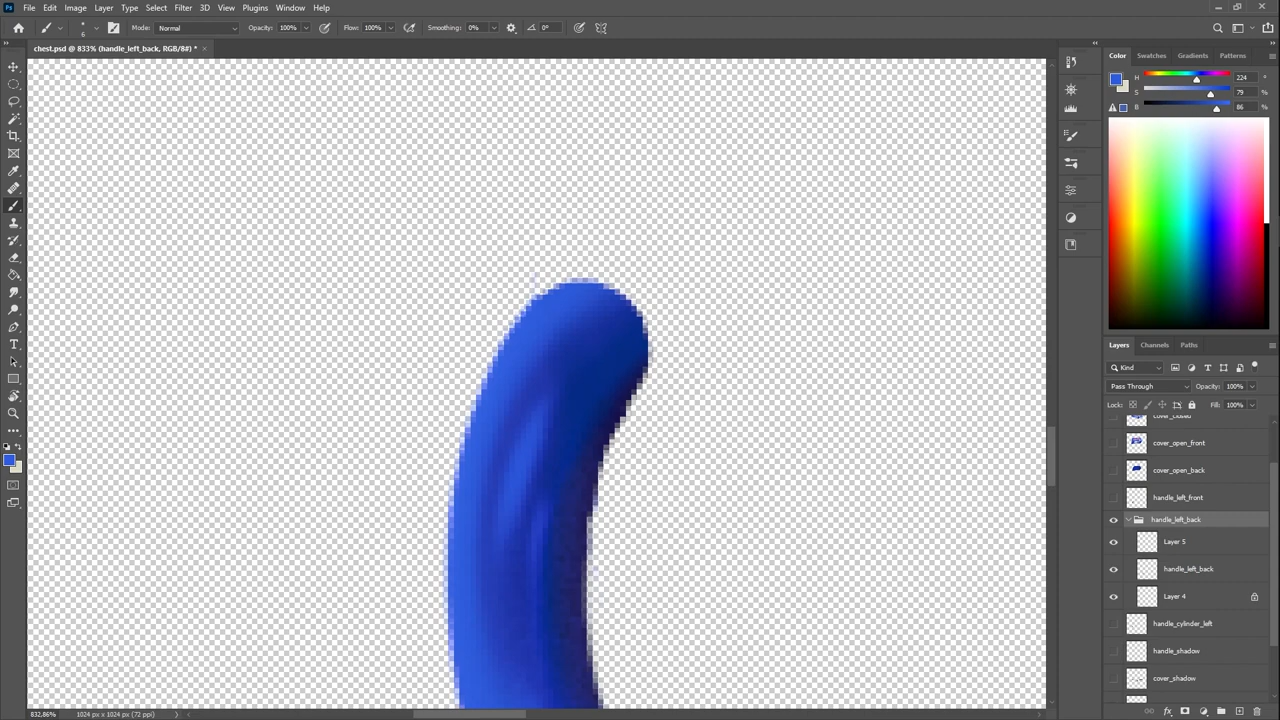 Ps File Edit Image Layer Type Select Filter 3D View Plugins Window Help
6 Mode: Normal Opacity: 100% Flow: 100% Smoothing: 0% 0°
chest.psd @ 833% (handle_left_back, RGB/8#) * ×
Color Swatches Gradients Patterns
H 224 °
S 79 %
B 86 %
Layers Channels Paths
Kind
Pass Through Opacity: 100%
Lock: Fill: 100%
cover_closed
cover_open_front
cover_open_back
handle_left_front
handle_left_back
Layer 5
handle_left_back
Layer 4
handle_cylinder_left
handle_shadow
cover_shadow
832,86% 1024 px x 1024 px (72 ppi)